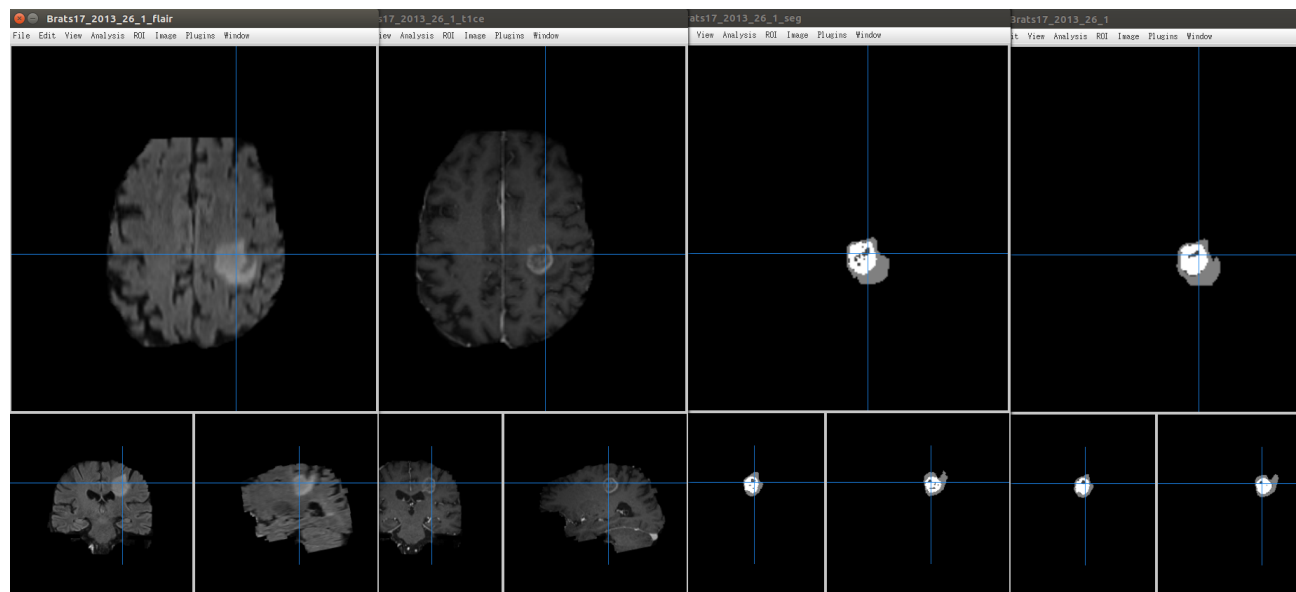 Brats17_2013_26_1_flair
File Edit View Analysis ROI Image Plugins Window
s17_2013_26_1_t1ce
iew Analysis ROI Image Plugins Window
ats17_2013_26_1_seg
View Analysis ROI Image Plugins Window
Brats17_2013_26_1
it View Analysis ROI Image Plugins Window